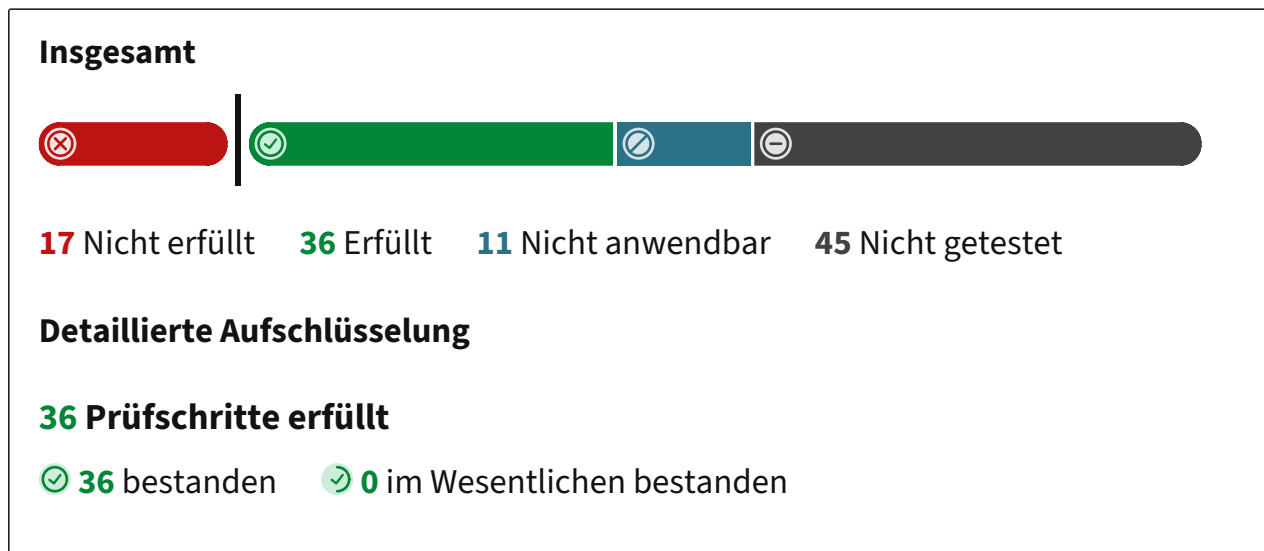 Insgesamt
17 Nicht erfüllt 36 Erfüllt 11 Nicht anwendbar 45 Nicht getestet
Detaillierte Aufschlüsselung
36 Prüfschritte erfüllt
36 bestanden 0 im Wesentlichen bestanden